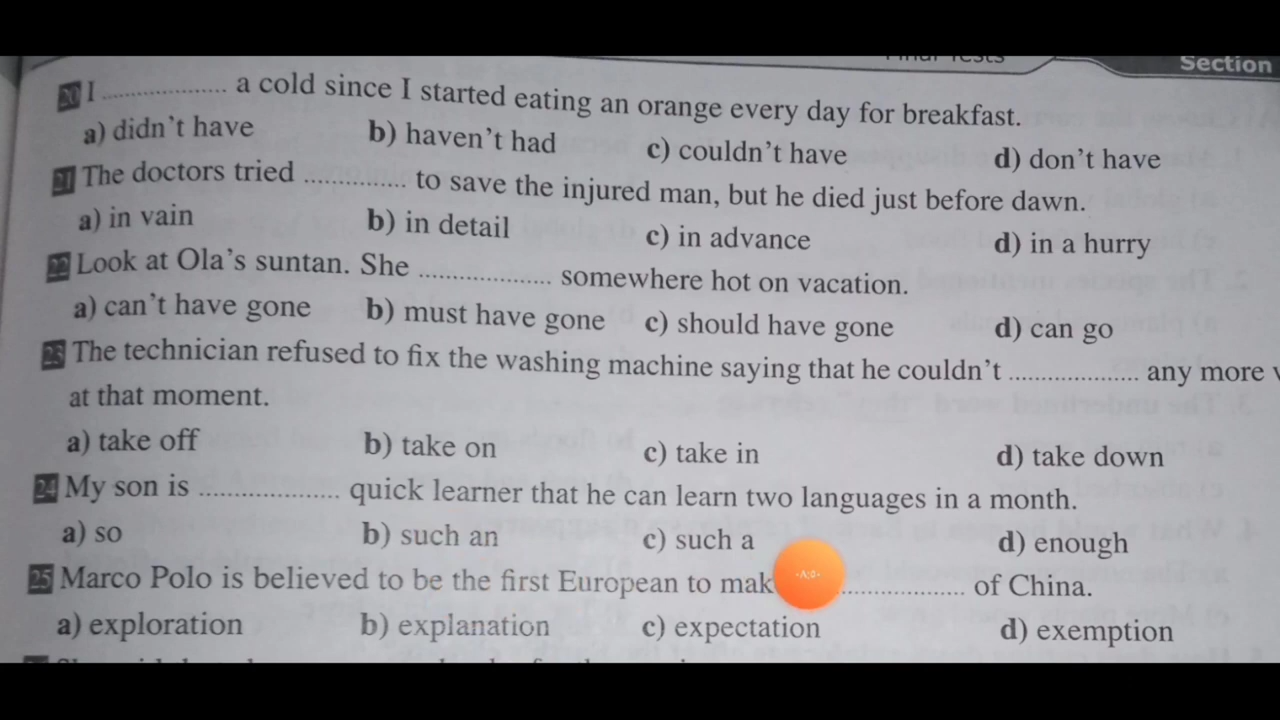 Section
20 I .................... a cold since I started eating an orange every day for breakfast.
a) didn't have b) haven't had c) couldn't have d) don't have
21 The doctors tried ................ to save the injured man, but he died just before dawn.
a) in vain b) in detail c) in advance d) in a hurry
22 Look at Ola's suntan. She .................... somewhere hot on vacation.
a) can't have gone b) must have gone c) should have gone d) can go
23 The technician refused to fix the washing machine saying that he couldn't .................... any more
at that moment.
a) take off b) take on c) take in d) take down
24 My son is .................... quick learner that he can learn two languages in a month.
a) so b) such an c) such a d) enough
25 Marco Polo is believed to be the first European to mak .................... of China.
a) exploration b) explanation c) expectation d) exemption